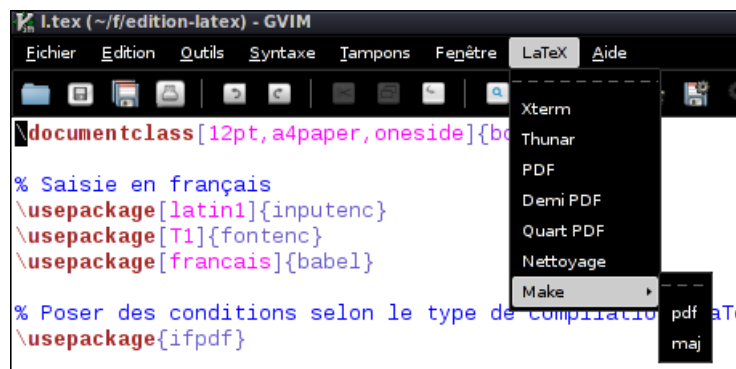 l.tex (~/f/edition-latex) - GVIM
Fichier Edition Outils Syntaxe Tampons Fenêtre LaTeX Aide
Xterm
Thunar
PDF
Demi PDF
Quart PDF
Nettoyage
Make
pdf
maj
\documentclass[12pt,a4paper,oneside]{bo
% Saisie en français
\usepackage[latin1]{inputenc}
\usepackage[T1]{fontenc}
\usepackage[francais]{babel}
% Poser des conditions selon le type de compilation LaT
\usepackage{ifpdf}